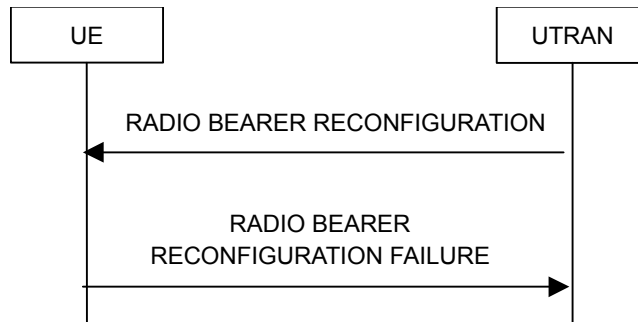 UE
UTRAN
RADIO BEARER RECONFIGURATION
RADIO BEARER
RECONFIGURATION FAILURE